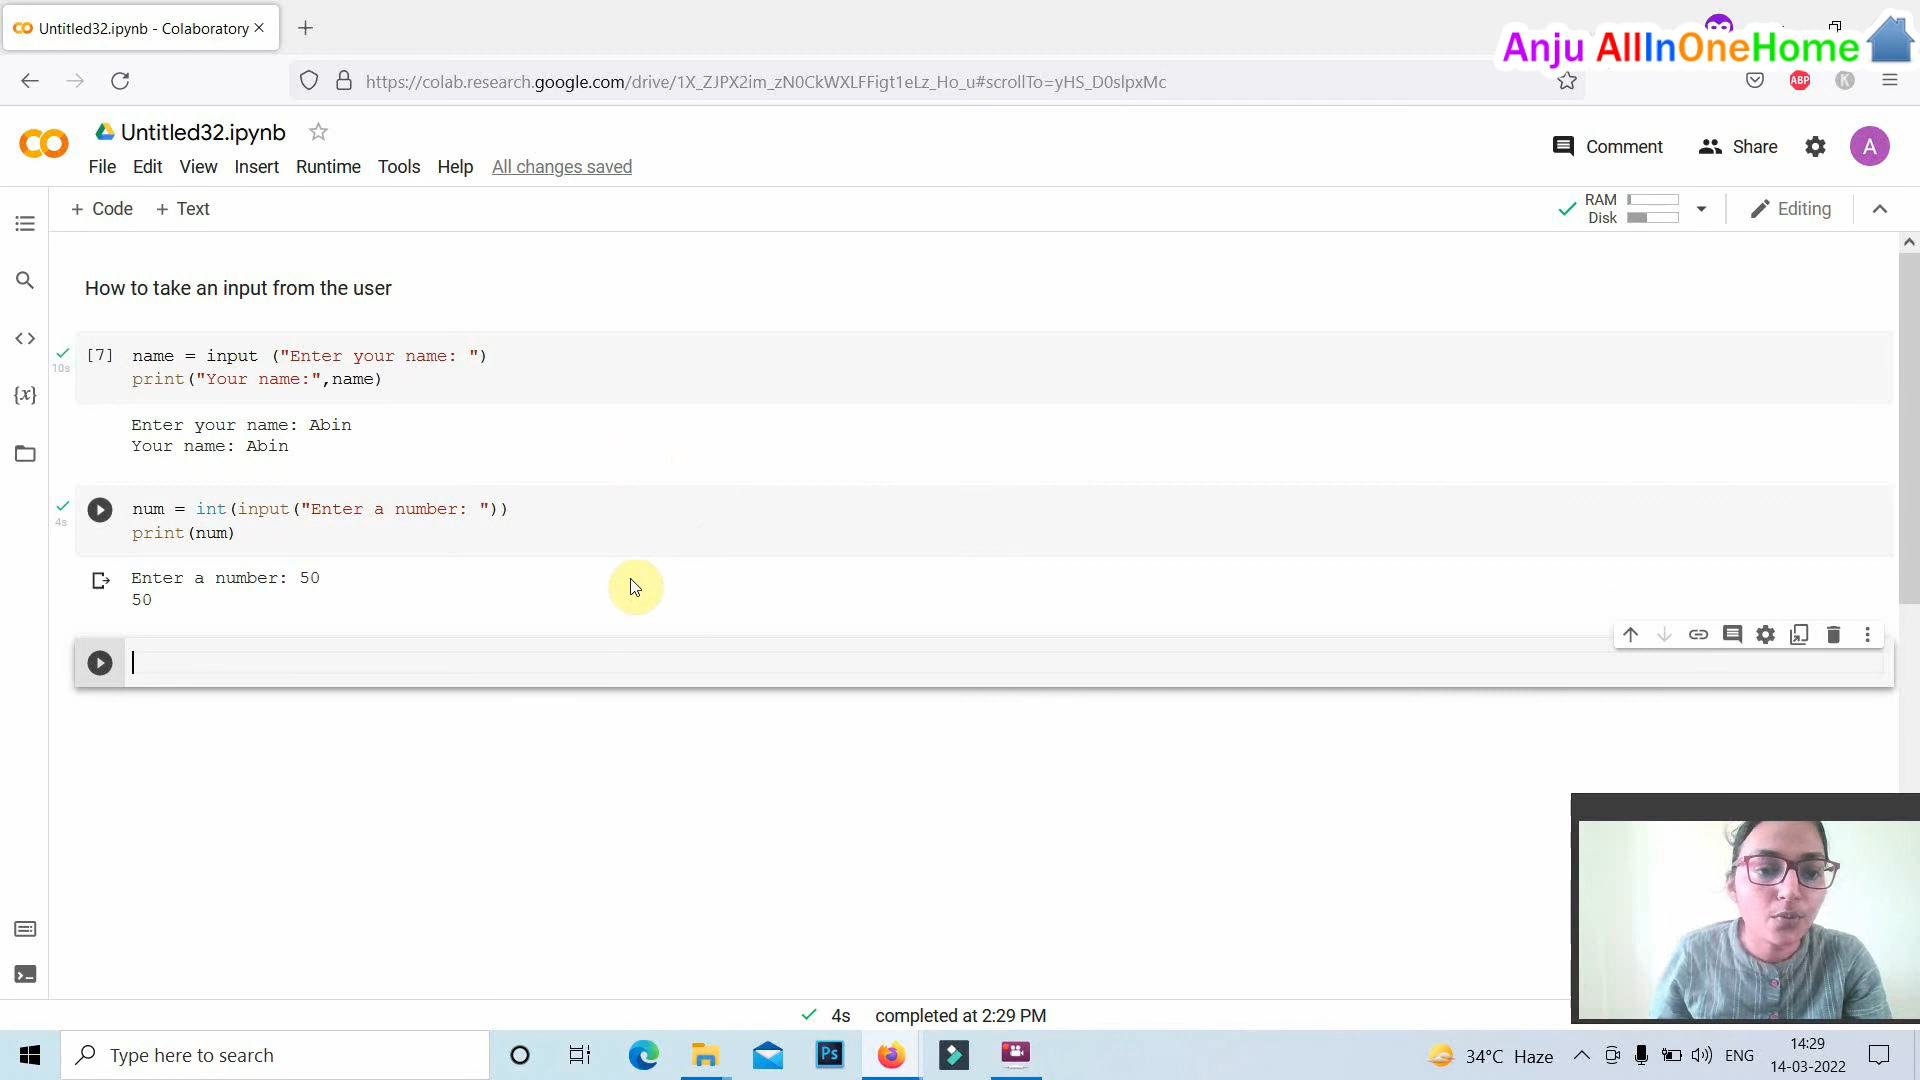 Untitled32.ipynb - Colaboratory
Anju AllInOneHome
https://colab.research.google.com/drive/1X_ZJPX2im_zN0CkWXLFFigt1eLz_Ho_u#scrollTo=yHS_D0slpxMc
ABP
K
Untitled32.ipynb
Comment
Share
A
File Edit View Insert Runtime Tools Help All changes saved
+ Code + Text
RAM
Disk
Editing
How to take an input from the user
[7] name = input ("Enter your name: ")
10s
print("Your name:",name)
Enter your name: Abin
Your name: Abin
{x}
num = int(input("Enter a number: "))
4s
print(num)
Enter a number: 50
50
4s completed at 2:29 PM
Type here to search
Ps
34°C Haze
ENG
14:29
14-03-2022